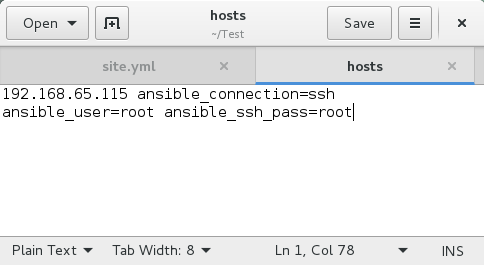 Open
hosts
~/Test
Save
site.yml
hosts
192.168.65.115 ansible_connection=ssh
ansible_user=root ansible_ssh_pass=root
Plain Text
Tab Width: 8
Ln 1, Col 78
INS